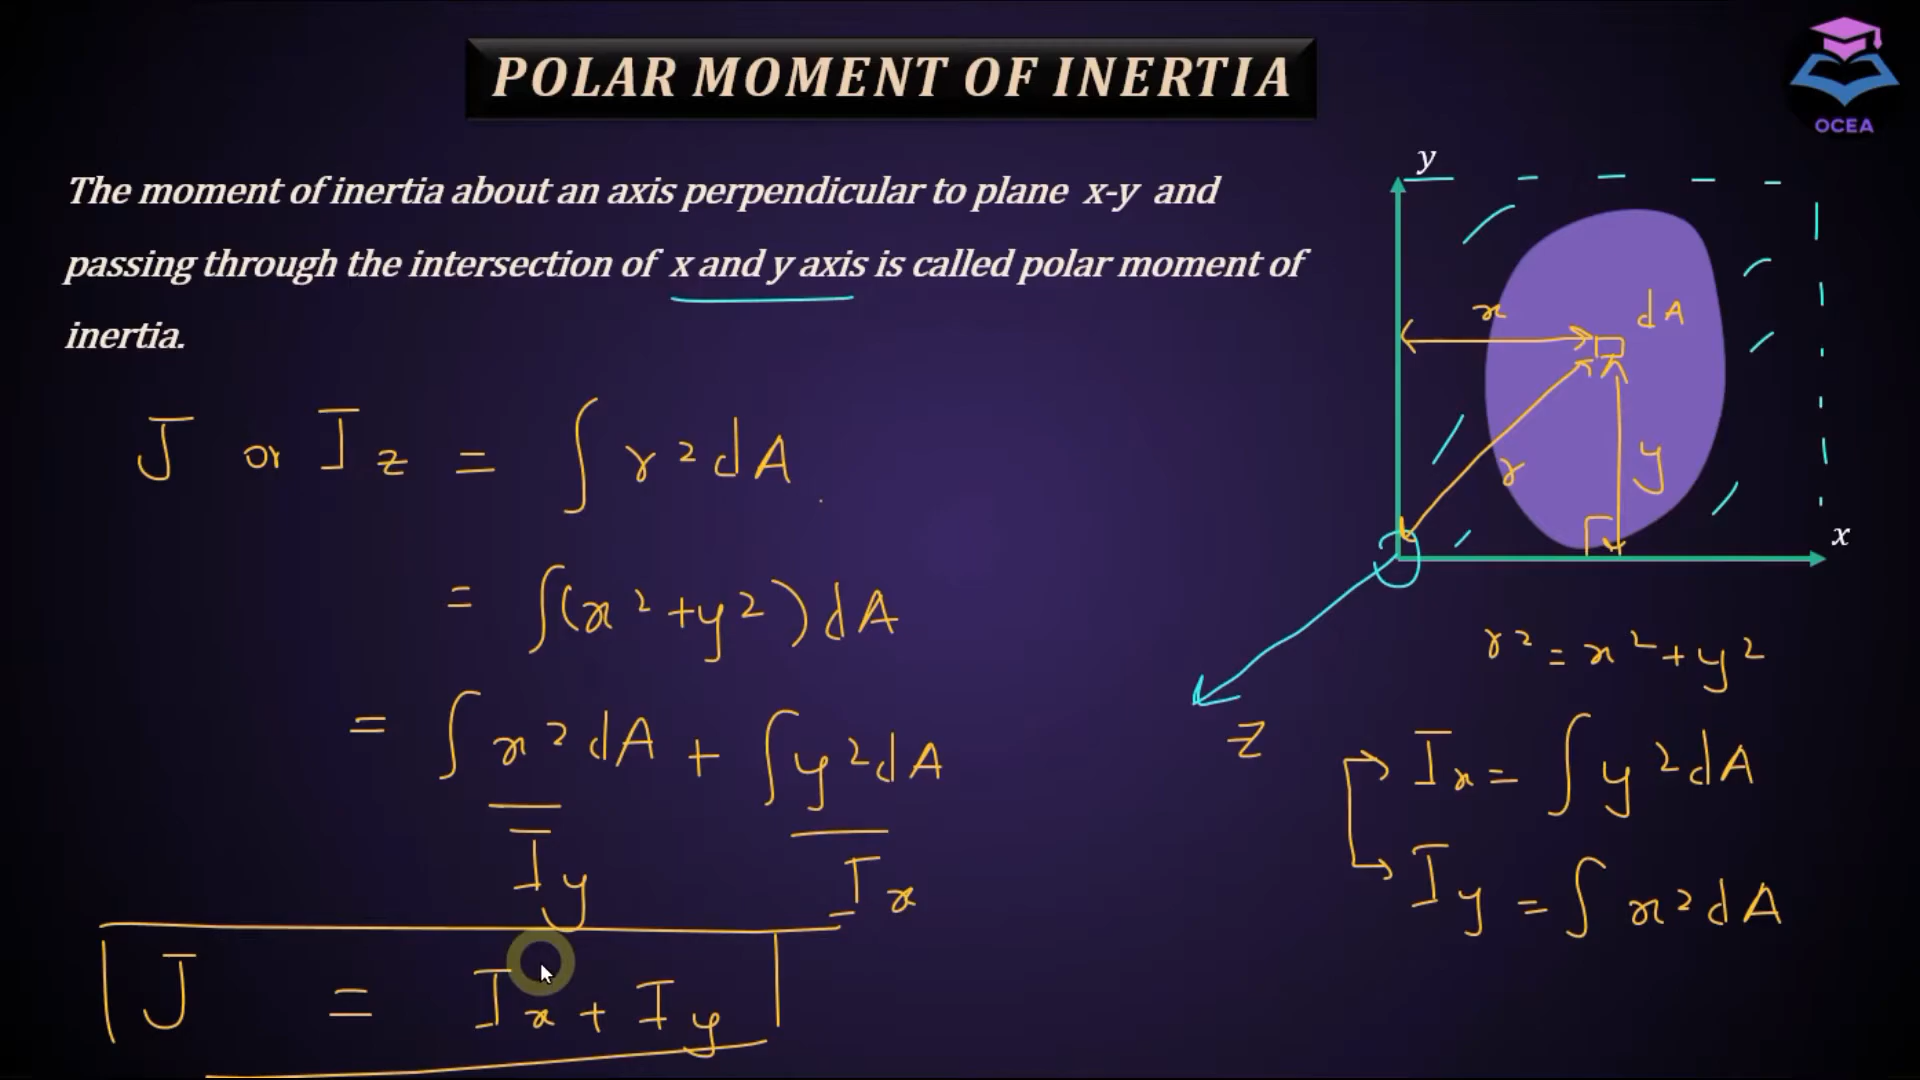 POLAR MOMENT OF INERTIA
OCEA
The moment of inertia about an axis perpendicular to plane x-y and
passing through the intersection of x and y axis is called polar moment of
inertia.
J or I z = ∫ r²dA
= ∫(x²+y²)dA
= ∫x²dA + ∫y²dA
Iy Ix
J = Ix + Iy
y
x
dA
r
y
x
z
r² = x²+y²
Ix = ∫y²dA
Iy = ∫x²dA